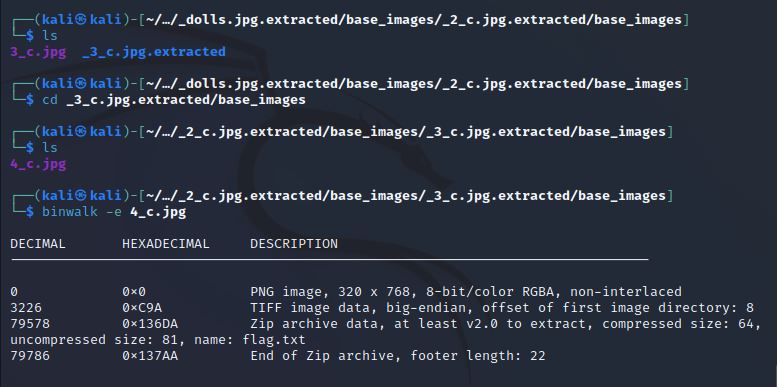 ┌──(kali㉿kali)-[~/…/_dolls.jpg.extracted/base_images/_2_c.jpg.extracted/base_images]
└─$ ls
3_c.jpg  _3_c.jpg.extracted
┌──(kali㉿kali)-[~/…/_dolls.jpg.extracted/base_images/_2_c.jpg.extracted/base_images]
└─$ cd _3_c.jpg.extracted/base_images
┌──(kali㉿kali)-[~/…/_2_c.jpg.extracted/base_images/_3_c.jpg.extracted/base_images]
└─$ ls
4_c.jpg
┌──(kali㉿kali)-[~/…/_2_c.jpg.extracted/base_images/_3_c.jpg.extracted/base_images]
└─$ binwalk -e 4_c.jpg
DECIMAL       HEXADECIMAL     DESCRIPTION
0             0×0             PNG image, 320 x 768, 8-bit/color RGBA, non-interlaced
3226          0×C9A           TIFF image data, big-endian, offset of first image directory: 8
79578         0×136DA         Zip archive data, at least v2.0 to extract, compressed size: 64,
uncompressed size: 81, name: flag.txt
79786         0×137AA         End of Zip archive, footer length: 22